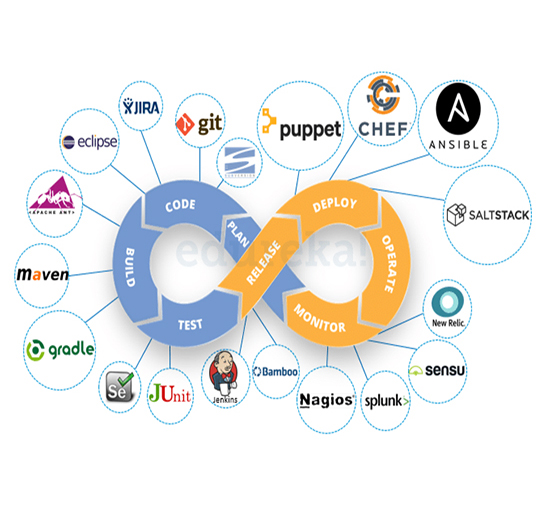 JIRA
git
eclipse
puppet
CHEF
ANSIBLE
APACHE ANT
SALTSTACK
maven
gradle
CODE
PLAN
BUILD
TEST
RELEASE
DEPLOY
OPERATE
MONITOR
edureka!
New Relic.
sensu
Se
JUnit
Jenkins
Bamboo
Nagios
splunk>